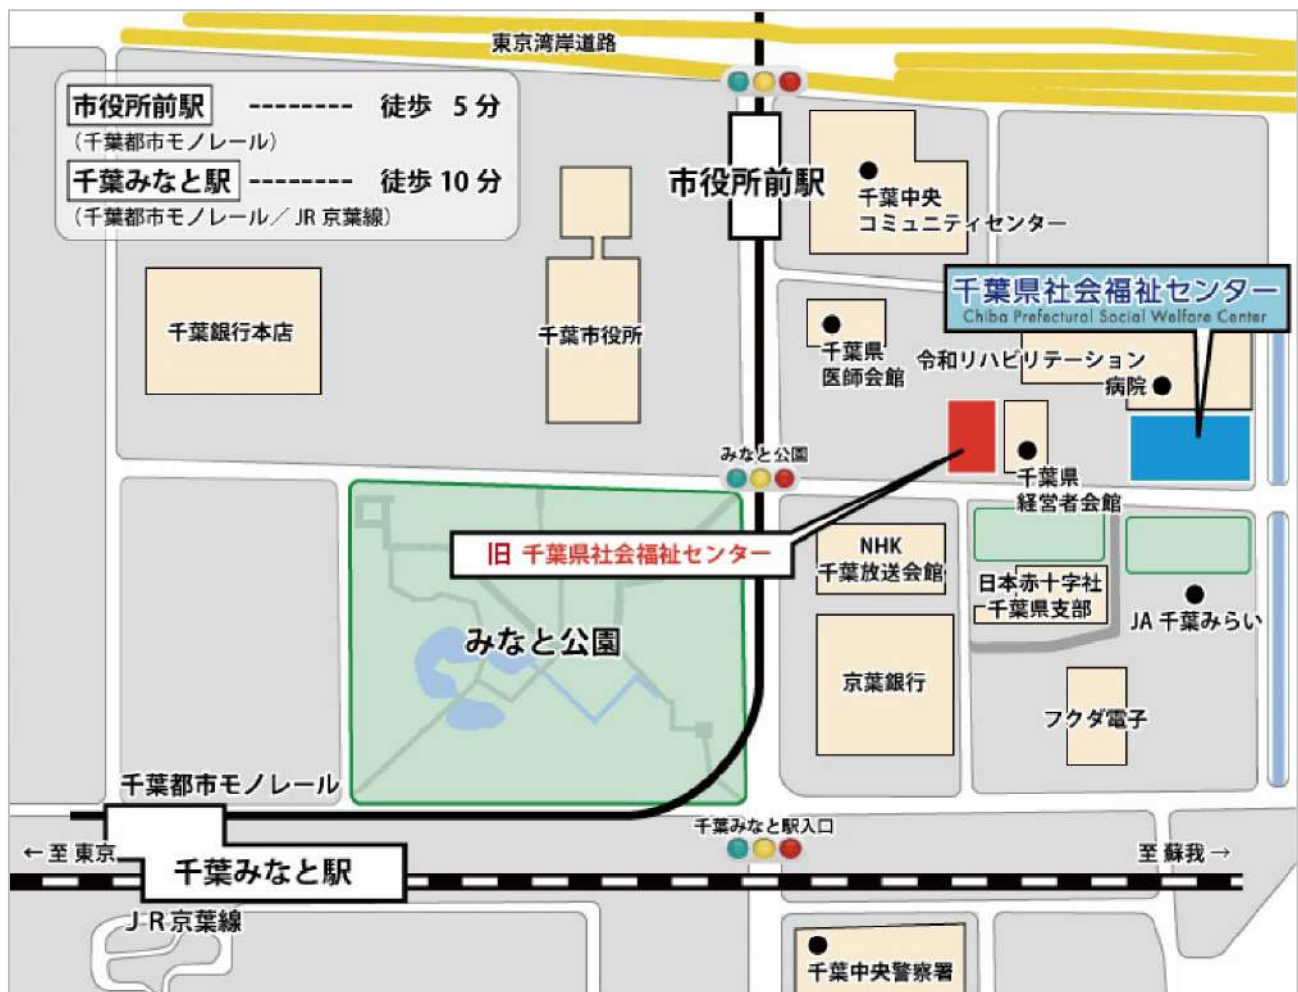 東京湾岸道路
市役所前駅 -------- 徒歩 5 分
（千葉都市モノレール）
千葉みなと駅 -------- 徒歩 10 分
（千葉都市モノレール／ JR 京葉線）
市役所前駅
千葉中央
コミュニティセンター
千葉県社会福祉センター
Chiba Prefectural Social Welfare Center
千葉銀行本店
千葉市役所
千葉県
医師会館
令和リハビリテーション
病院
みなと公園
千葉県
経営者会館
旧 千葉県社会福祉センター
NHK
千葉放送会館
日本赤十字社
千葉県支部
JA 千葉みらい
みなと公園
京葉銀行
フクダ電子
千葉都市モノレール
千葉みなと駅入口
← 至 東京
至 蘇我 →
千葉みなと駅
ＪＲ京葉線
千葉中央警察署